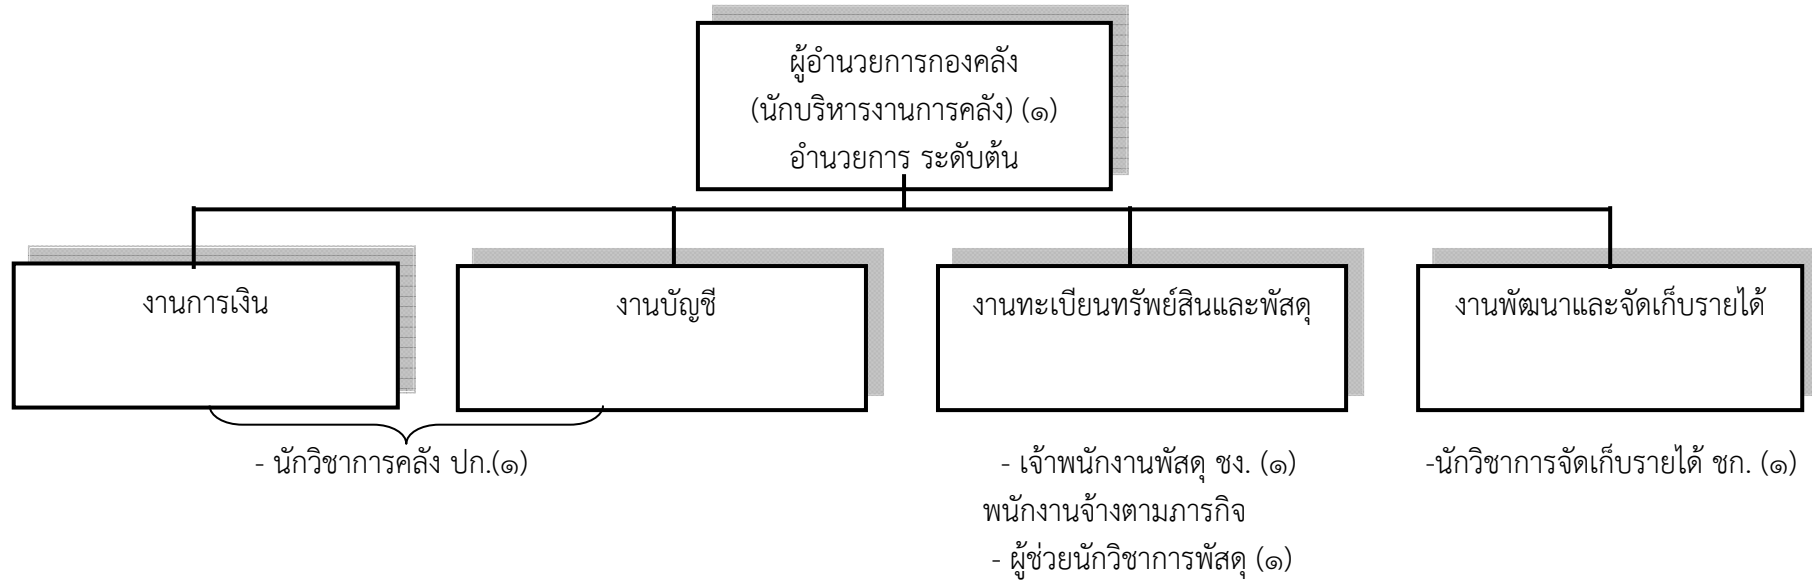 ผู้อำนวยการกองคลัง
(นักบริหารงานการคลัง) (๑)
อำนวยการ ระดับต้น
งานการเงิน
งานบัญชี
งานทะเบียนทรัพย์สินและพัสดุ
งานพัฒนาและจัดเก็บรายได้
- นักวิชาการคลัง ปก.(๑)
- เจ้าพนักงานพัสดุ ชง. (๑)
พนักงานจ้างตามภารกิจ
- ผู้ช่วยนักวิชาการพัสดุ (๑)
-นักวิชาการจัดเก็บรายได้ ชก. (๑)